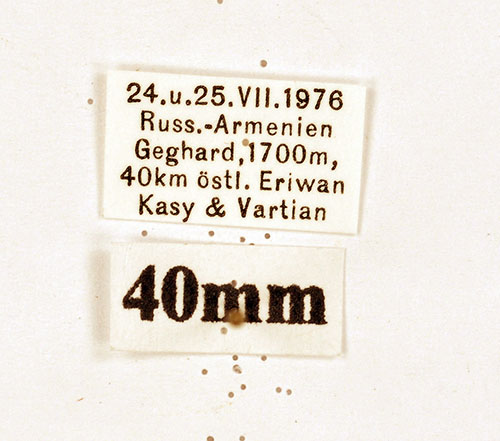 24.u.25.VII.1976
Russ.-Armenien
Geghard,1700m,
40km östl. Eriwan
Kasy & Vartian
40mm